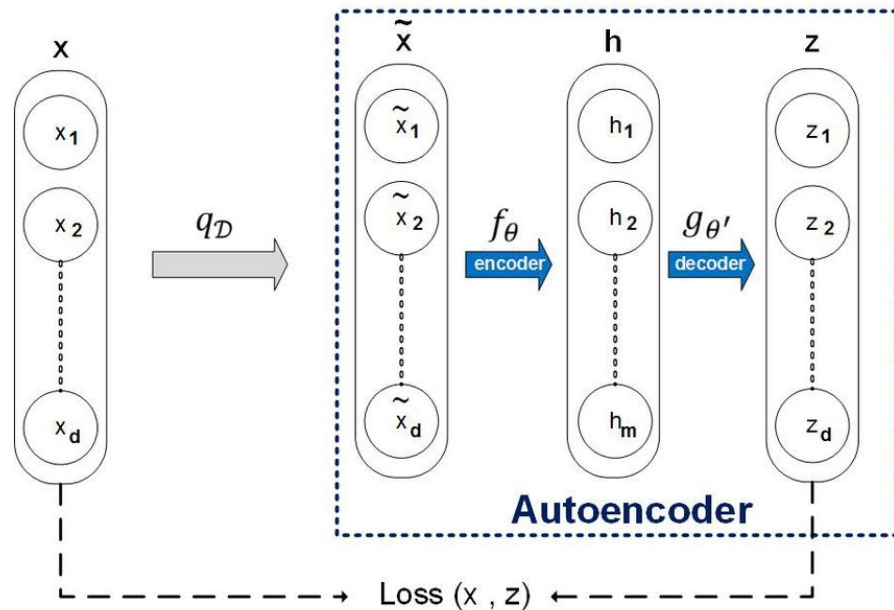 x x̃ h z
x₁ x̃₁ h₁ z₁
x₂ x̃₂ h₂ z₂
q𝒟 f_θ g_θ′
encoder decoder
x_d x̃_d h_m z_d
Autoencoder
Loss (x , z)